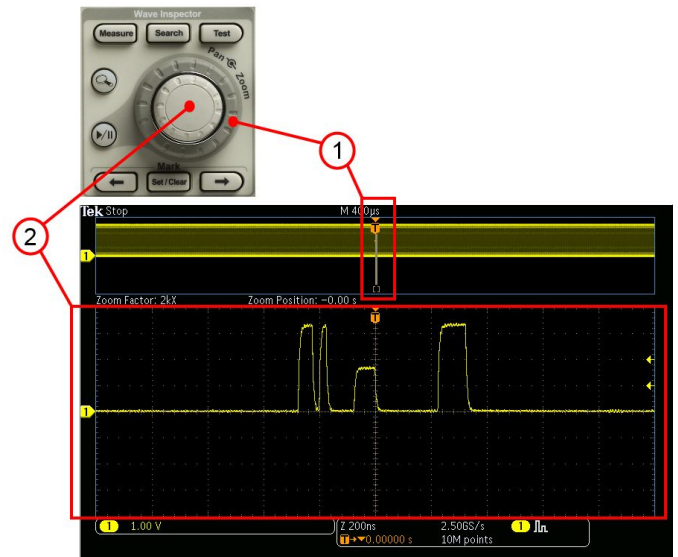 Wave Inspector
Measure Search Test
Pan Zoom
Mark
← Set/Clear →
1
2
Tek Stop M 400µs
T
1
Zoom Factor: 2kX Zoom Position: -0.00 s
T
1
1 1.00 V Z 200ns 2.50GS/s 1
T→▼0.00000 s 10M points